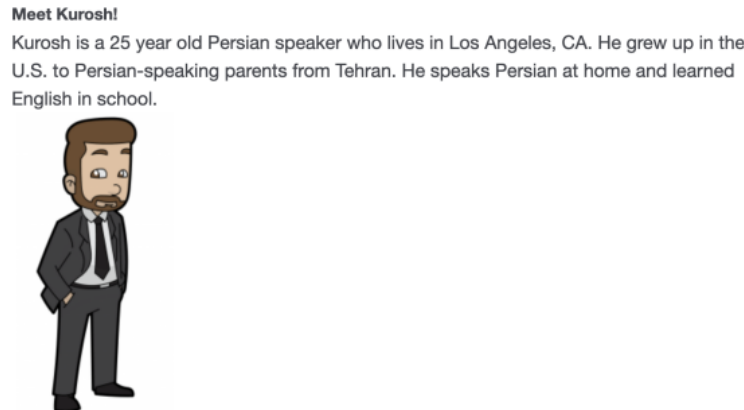 Meet Kurosh!
Kurosh is a 25 year old Persian speaker who lives in Los Angeles, CA. He grew up in the
U.S. to Persian-speaking parents from Tehran. He speaks Persian at home and learned
English in school.